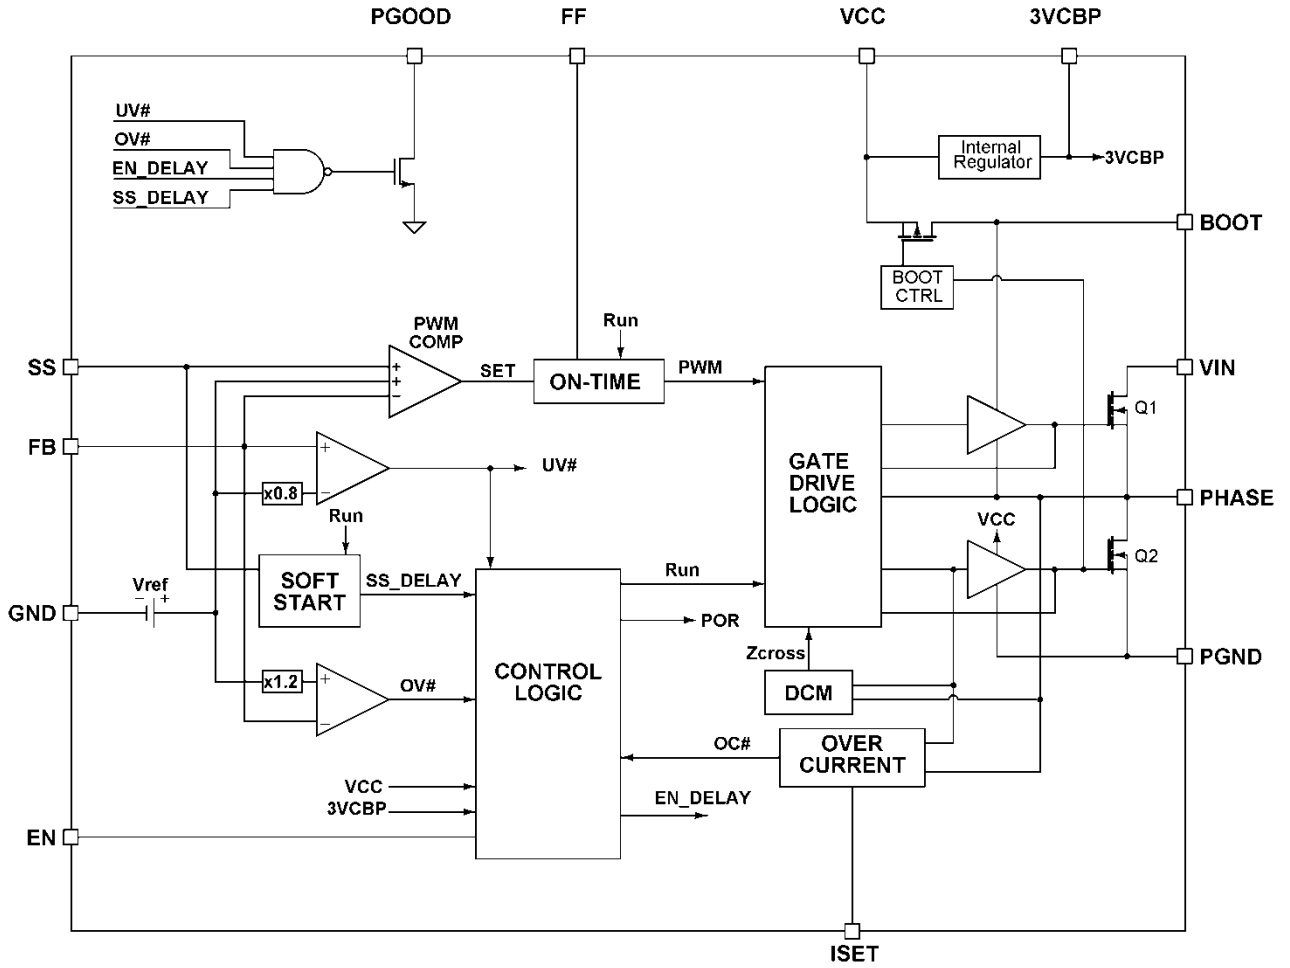 PGOOD
FF
VCC
3VCBP
UV#
OV#
EN_DELAY
SS_DELAY
Internal
Regulator
3VCBP
BOOT
BOOT
CTRL
PWM
COMP
Run
SS
+
+
−
SET
ON-TIME
PWM
VIN
Q1
FB
+
−
x0.8
UV#
GATE
DRIVE
LOGIC
PHASE
Run
VCC
Q2
SOFT
START
SS_DELAY
Run
Vref
− +
GND
POR
CONTROL
LOGIC
Zcross
PGND
x1.2
+
−
OV#
DCM
OC#
OVER
CURRENT
VCC
3VCBP
EN_DELAY
EN
ISET